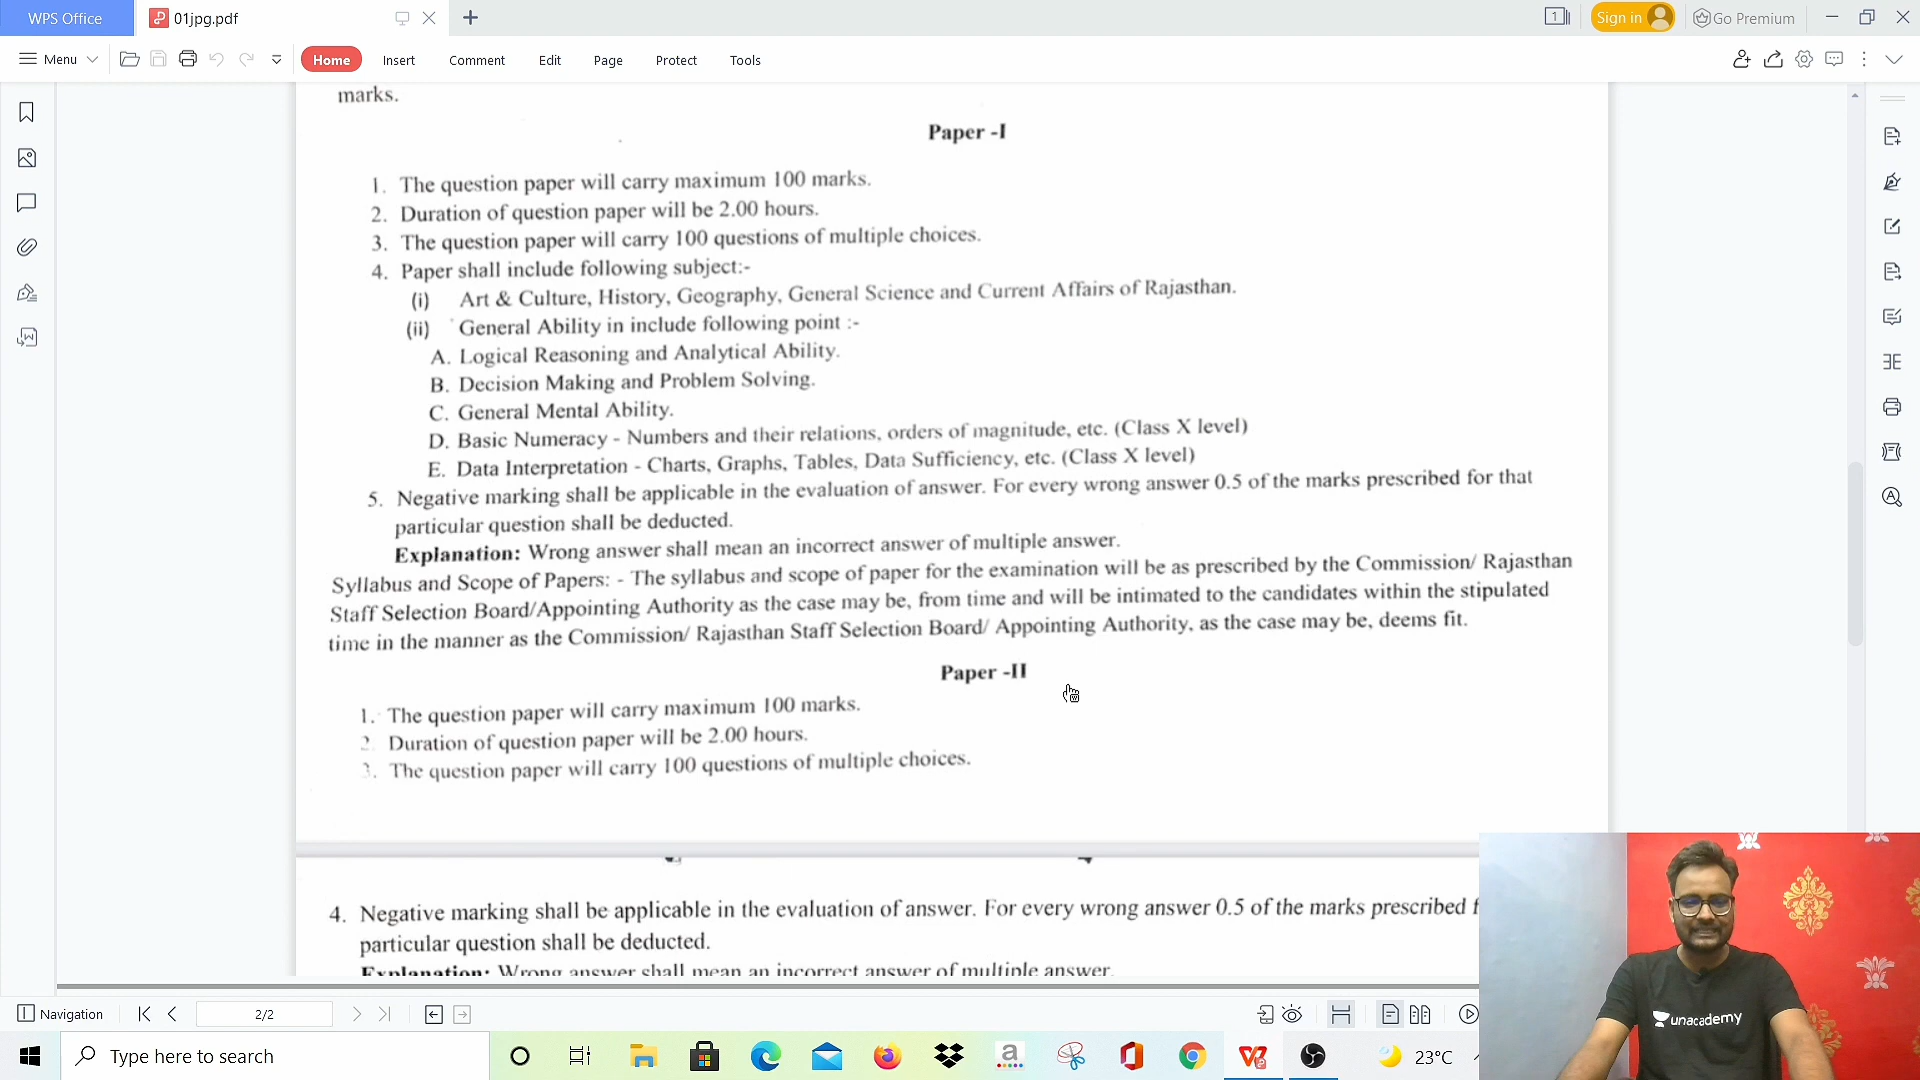 WPS Office
01jpg.pdf
1
Sign in
Go Premium
Menu
Home
Insert
Comment
Edit
Page
Protect
Tools
marks.
Paper -I
1. The question paper will carry maximum 100 marks.
2. Duration of question paper will be 2.00 hours.
3. The question paper will carry 100 questions of multiple choices.
4. Paper shall include following subject:-
(i) Art & Culture, History, Geography, General Science and Current Affairs of Rajasthan.
(ii) General Ability in include following point :-
A. Logical Reasoning and Analytical Ability.
B. Decision Making and Problem Solving.
C. General Mental Ability.
D. Basic Numeracy - Numbers and their relations, orders of magnitude, etc. (Class X level)
E. Data Interpretation - Charts, Graphs, Tables, Data Sufficiency, etc. (Class X level)
5. Negative marking shall be applicable in the evaluation of answer. For every wrong answer 0.5 of the marks prescribed for that
particular question shall be deducted.
Explanation: Wrong answer shall mean an incorrect answer of multiple answer.
Syllabus and Scope of Papers: - The syllabus and scope of paper for the examination will be as prescribed by the Commission/ Rajasthan
Staff Selection Board/Appointing Authority as the case may be, from time and will be intimated to the candidates within the stipulated
time in the manner as the Commission/ Rajasthan Staff Selection Board/ Appointing Authority, as the case may be, deems fit.
Paper -II
1. The question paper will carry maximum 100 marks.
2. Duration of question paper will be 2.00 hours.
3. The question paper will carry 100 questions of multiple choices.
4. Negative marking shall be applicable in the evaluation of answer. For every wrong answer 0.5 of the marks prescribed f
particular question shall be deducted.
Explanation: Wrong answer shall mean an incorrect answer of multiple answer.
unacademy
Navigation
2/2
Type here to search
23°C